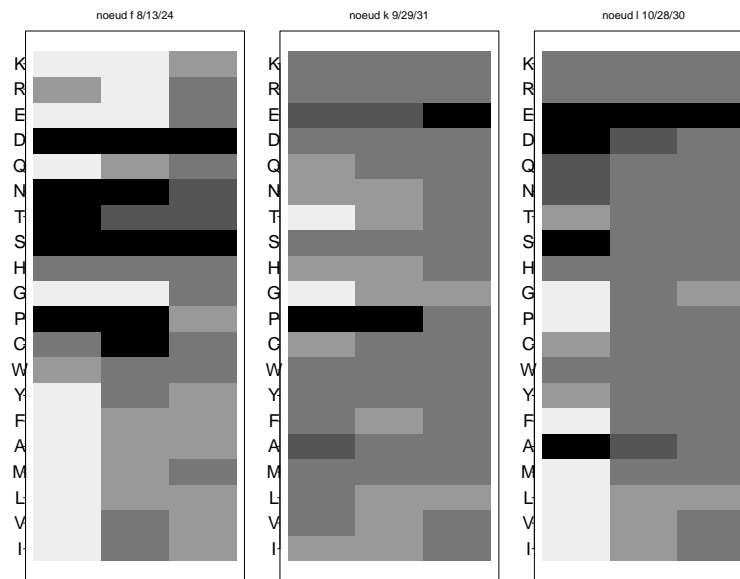 noeud f 8/13/24
K
R
E
D
Q
N
T
S
H
G
P
C
W
Y
F
A
M
L
V
I
noeud k 9/29/31
K
R
E
D
Q
N
T
S
H
G
P
C
W
Y
F
A
M
L
V
I
noeud l 10/28/30
K
R
E
D
Q
N
T
S
H
G
P
C
W
Y
F
A
M
L
V
I